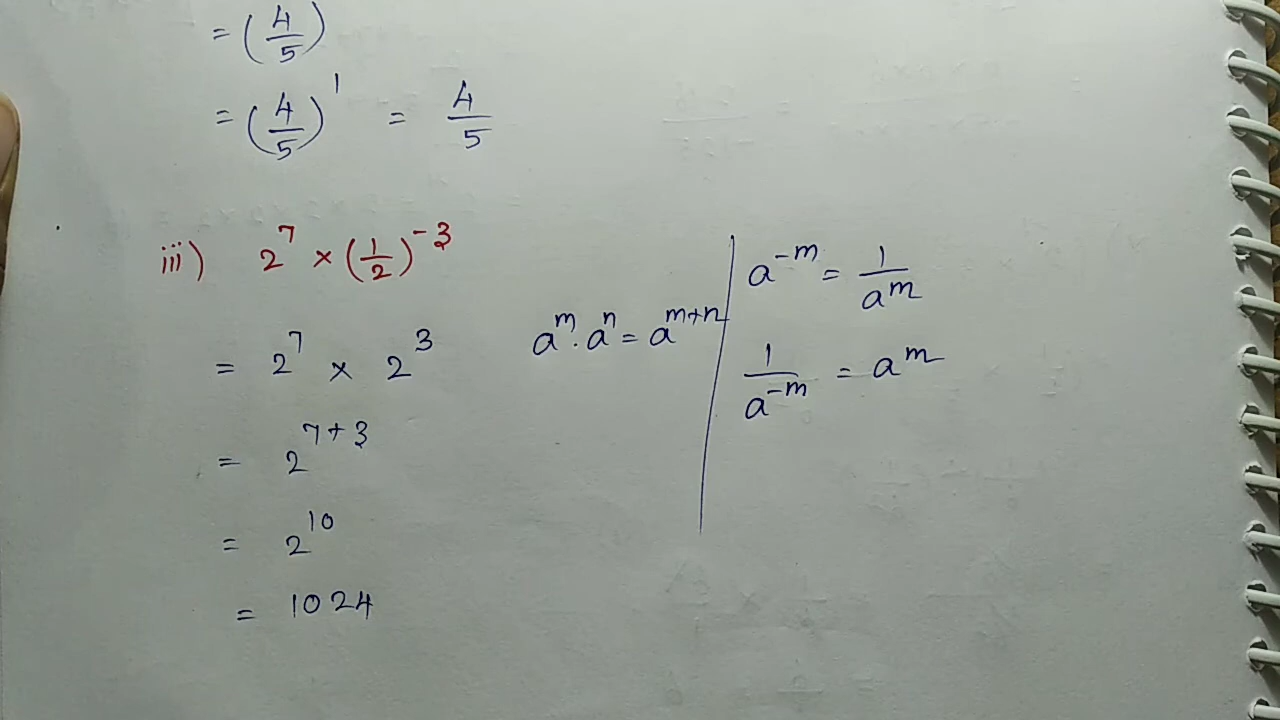 = (4/5)
= (4/5)^1 = 4/5
iii) 2^7 × (1/2)^-3
= 2^7 × 2^3
= 2^7+3
= 2^10
= 1024
a^m . a^n = a^m+n
a^-m = 1/a^m
1/a^-m = a^m